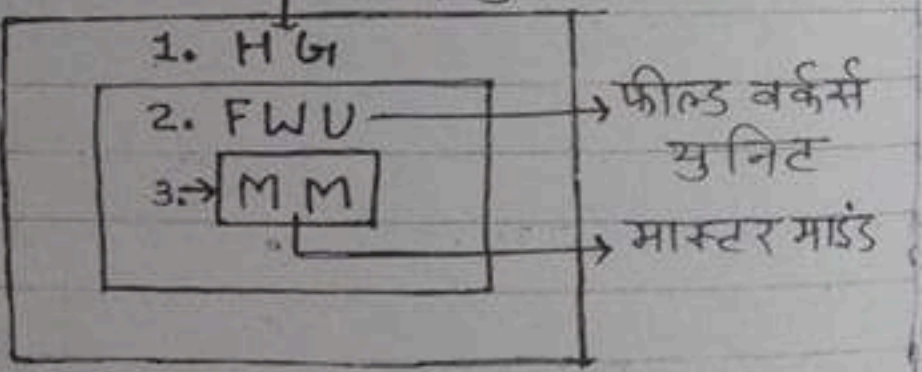 1. HG
2. FWU → फील्ड वर्कर्स
युनिट
3.→ MM → मास्टर माइंड